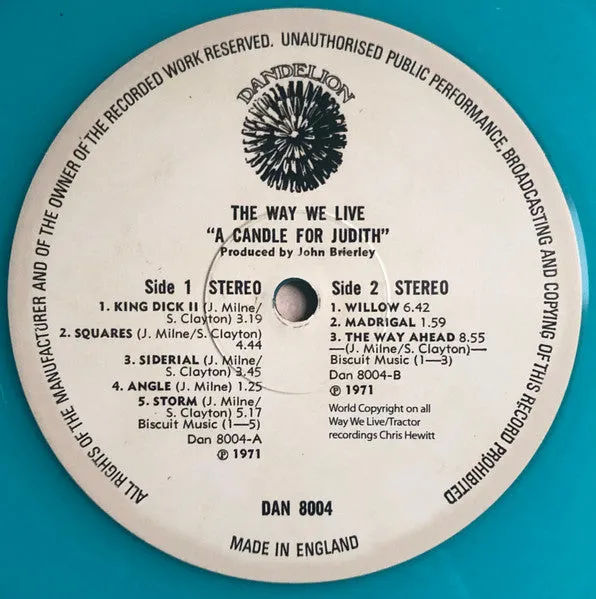 ALL RIGHTS OF THE MANUFACTURER AND OF THE OWNER OF THE RECORDED WORK RESERVED. UNAUTHORISED PUBLIC PERFORMANCE, BROADCASTING AND COPYING OF THIS RECORD PROHIBITED
DANDELION
THE WAY WE LIVE
"A CANDLE FOR JUDITH"
Produced by John Brierley
Side 1 STEREO
1. KING DICK II (J. Milne/
S. Clayton) 3.19
2. SQUARES (J. Milne/S. Clayton)
4.44
3. SIDERIAL (J. Milne/
S. Clayton) 3.45
4. ANGLE (J. Milne) 1.25
5. STORM (J. Milne/
S. Clayton) 5.17
Biscuit Music (1—5)
Dan 8004-A
℗ 1971
Side 2 STEREO
1. WILLOW 6.42
2. MADRIGAL 1.59
3. THE WAY AHEAD 8.55
—(J. Milne/S. Clayton)—
Biscuit Music (1—3)
Dan 8004-B
℗ 1971
World Copyright on all
Way We Live/Tractor
recordings Chris Hewitt
DAN 8004
MADE IN ENGLAND